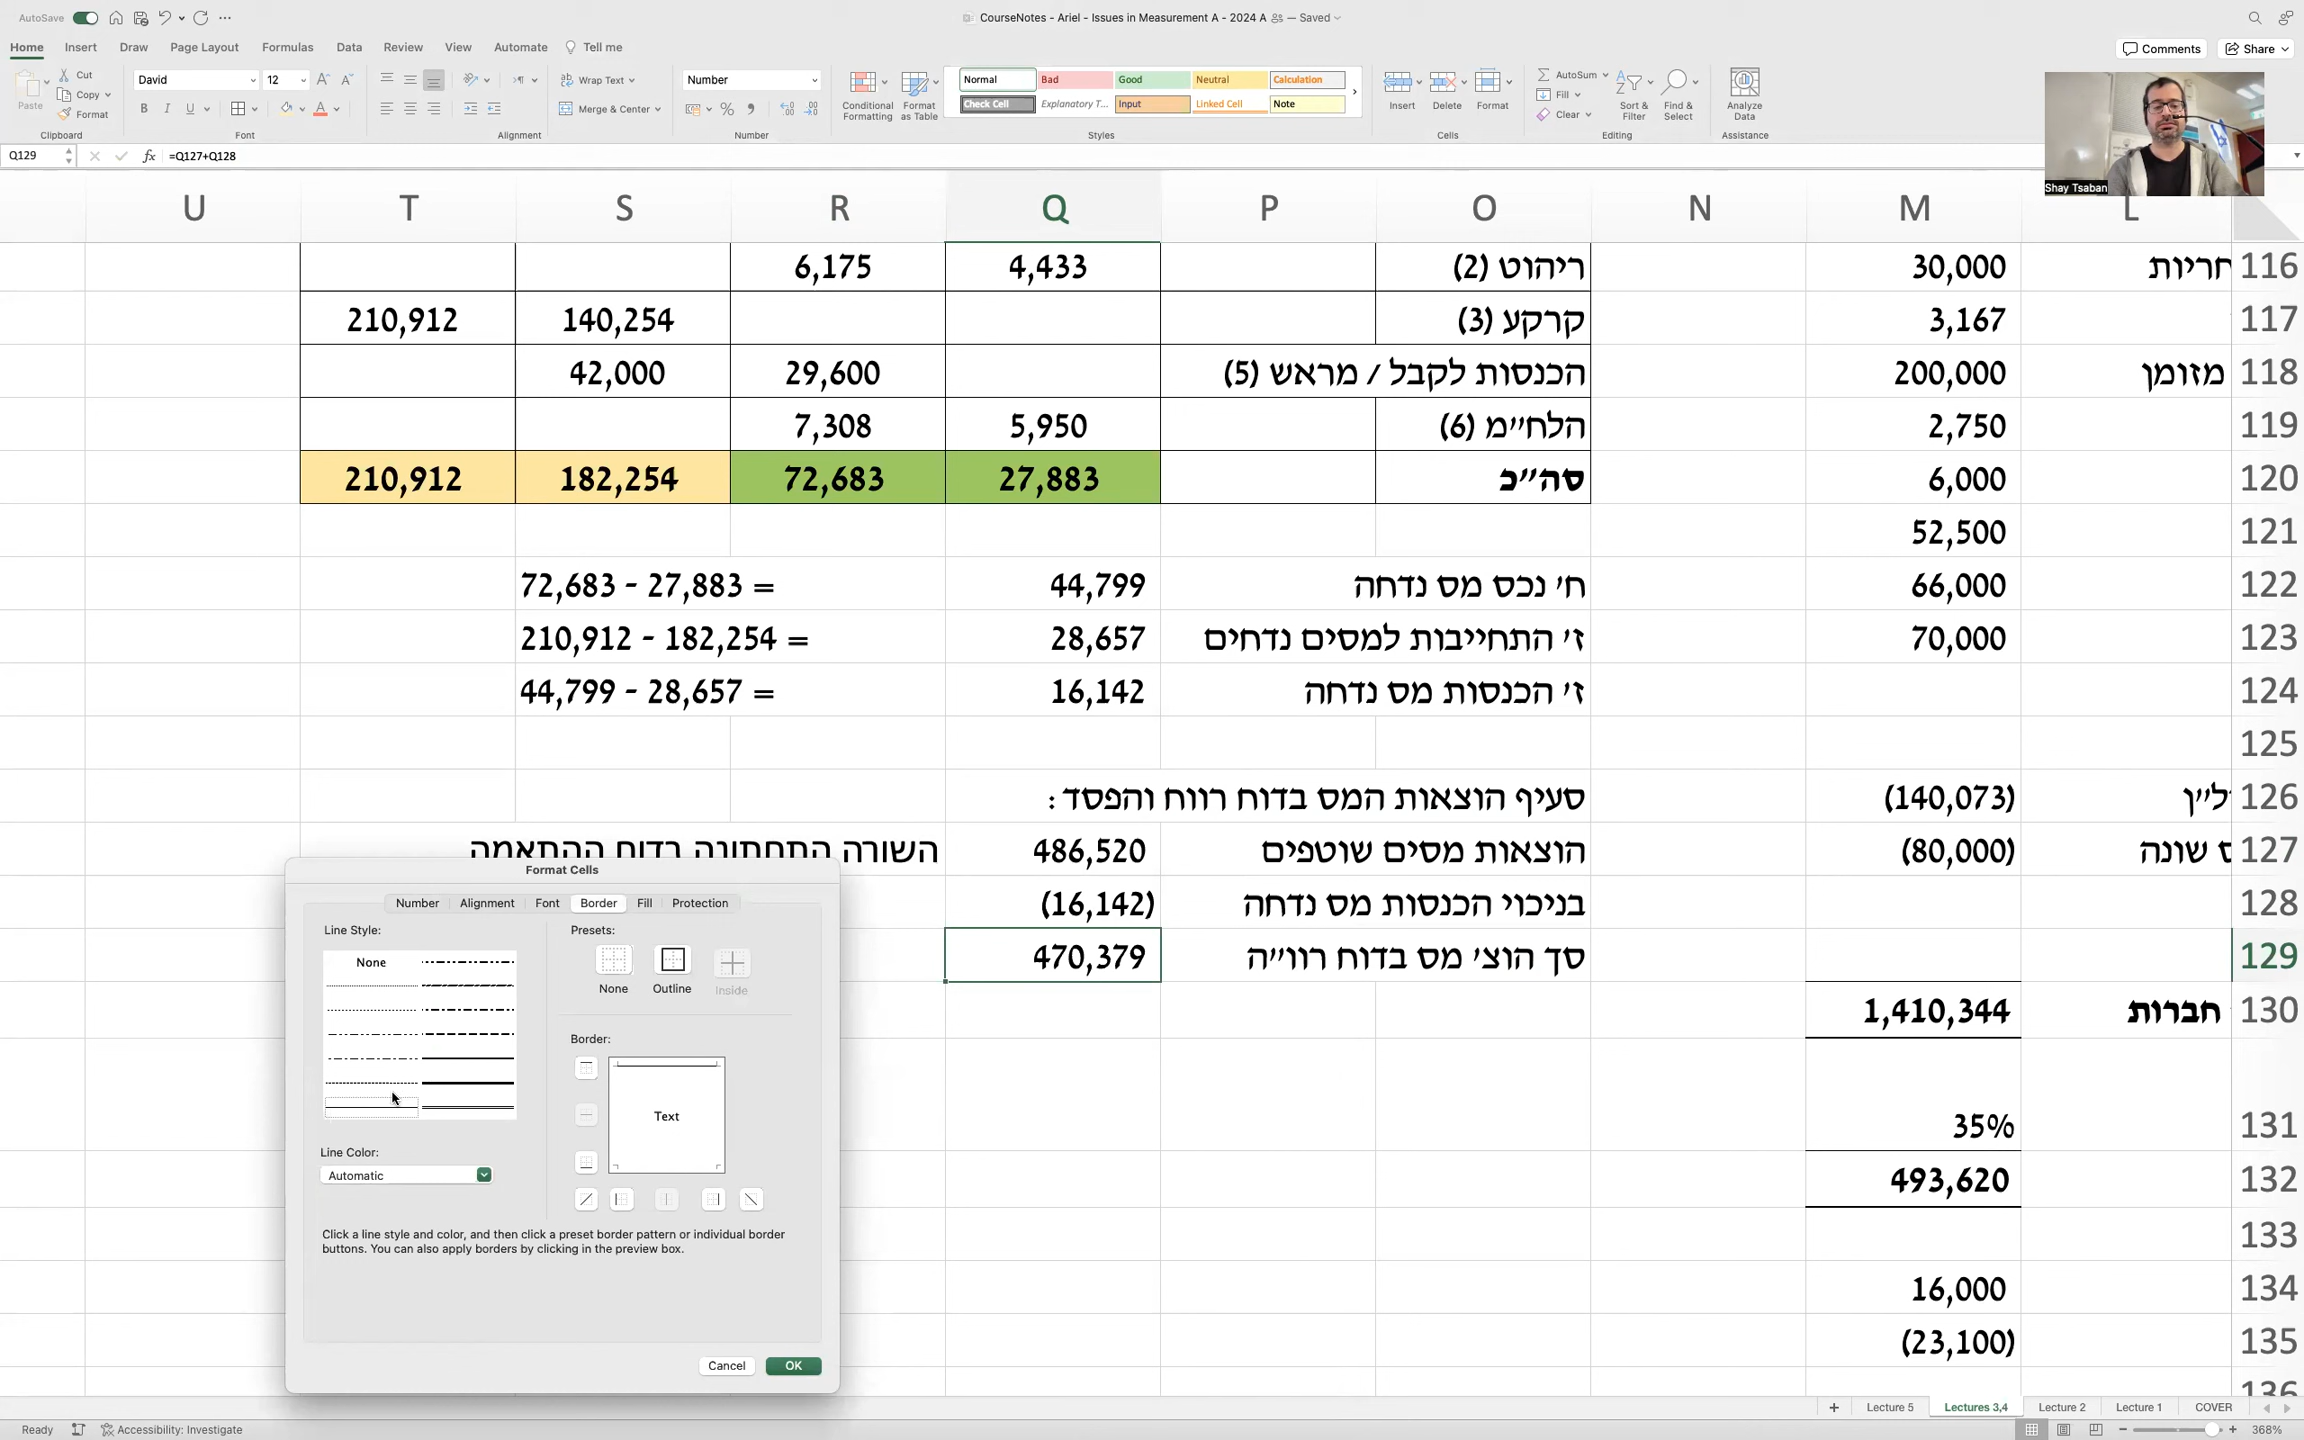 AutoSave
CourseNotes - Ariel - Issues in Measurement A - 2024 A — Saved
Home Insert Draw Page Layout Formulas Data Review View Automate Tell me
Comments Share
Paste Cut Copy Format
David 12
B I U
Wrap Text
Merge & Center
Number
Conditional Formatting
Format as Table
Normal Bad Good Neutral Calculation
Check Cell Explanatory T... Input Linked Cell Note
Insert Delete Format
AutoSum
Fill
Clear
Sort & Filter
Find & Select
Analyze Data
Clipboard Font Alignment Number Styles Cells Editing Assistance
Shay Tsaban
Q129 fx =Q127+Q128
U T S R Q P O N M L
116 חריות 30,000 ריהוט (2) 4,433 6,175
117 3,167 קרקע (3) 140,254 210,912
118 מזומן 200,000 הכנסות לקבל / מראש (5) 29,600 42,000
119 2,750 הלח״מ (6) 5,950 7,308
120 6,000 סה״כ 27,883 72,683 182,254 210,912
121 52,500
122 66,000 ח׳ נכס מס נדחה 44,799 72,683 - 27,883 =
123 70,000 ז׳ התחייבות למסים נדחים 28,657 210,912 - 182,254 =
124 ז׳ הכנסות מס נדחה 16,142 44,799 - 28,657 =
125
126 (140,073) סעיף הוצאות המס בדוח רווח והפסד:
127 שונה (80,000) הוצאות מסים שוטפים 486,520 השורה התחתונה בדוח ההתאמה
128 בניכוי הכנסות מס נדחה (16,142)
129 סך הוצ׳ מס בדוח רוו״ה 470,379
130 חברות 1,410,344
131 35%
132 493,620
133
134 16,000
135 (23,100)
136
Format Cells
Number Alignment Font Border Fill Protection
Line Style:
None
Presets:
None Outline Inside
Border:
Text
Line Color:
Automatic
Click a line style and color, and then click a preset border pattern or individual border
buttons. You can also apply borders by clicking in the preview box.
Cancel OK
+ Lecture 5 Lectures 3,4 Lecture 2 Lecture 1 COVER
Ready Accessibility: Investigate 368%